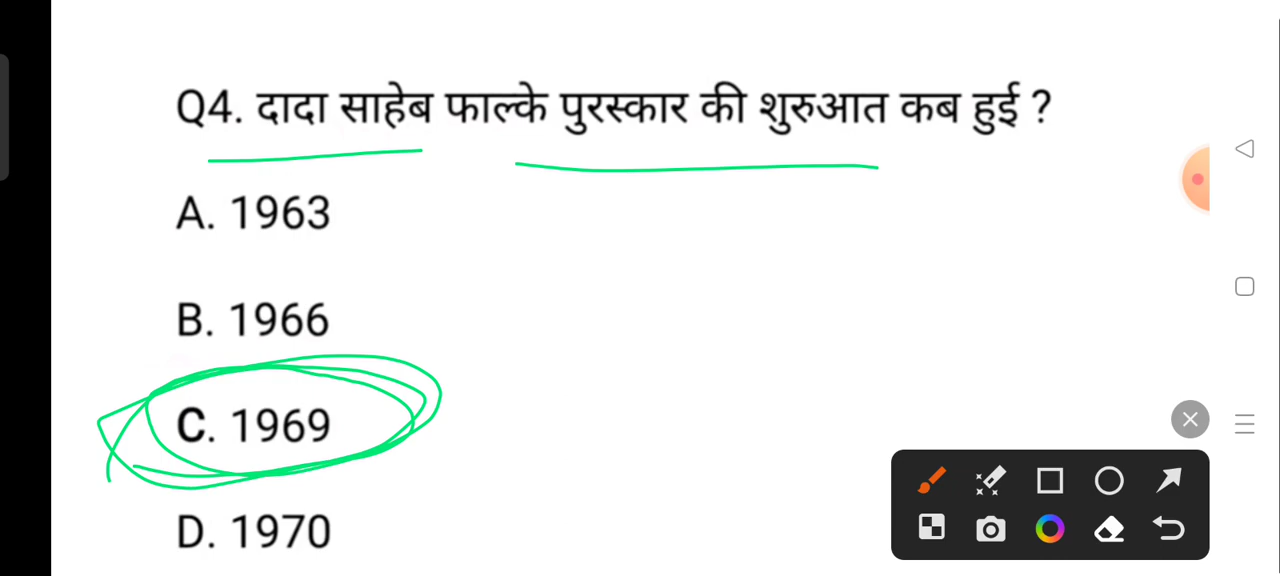 Q4. दादा साहेब फाल्के पुरस्कार की शुरुआत कब हुई ?
A. 1963
B. 1966
C. 1969
D. 1970